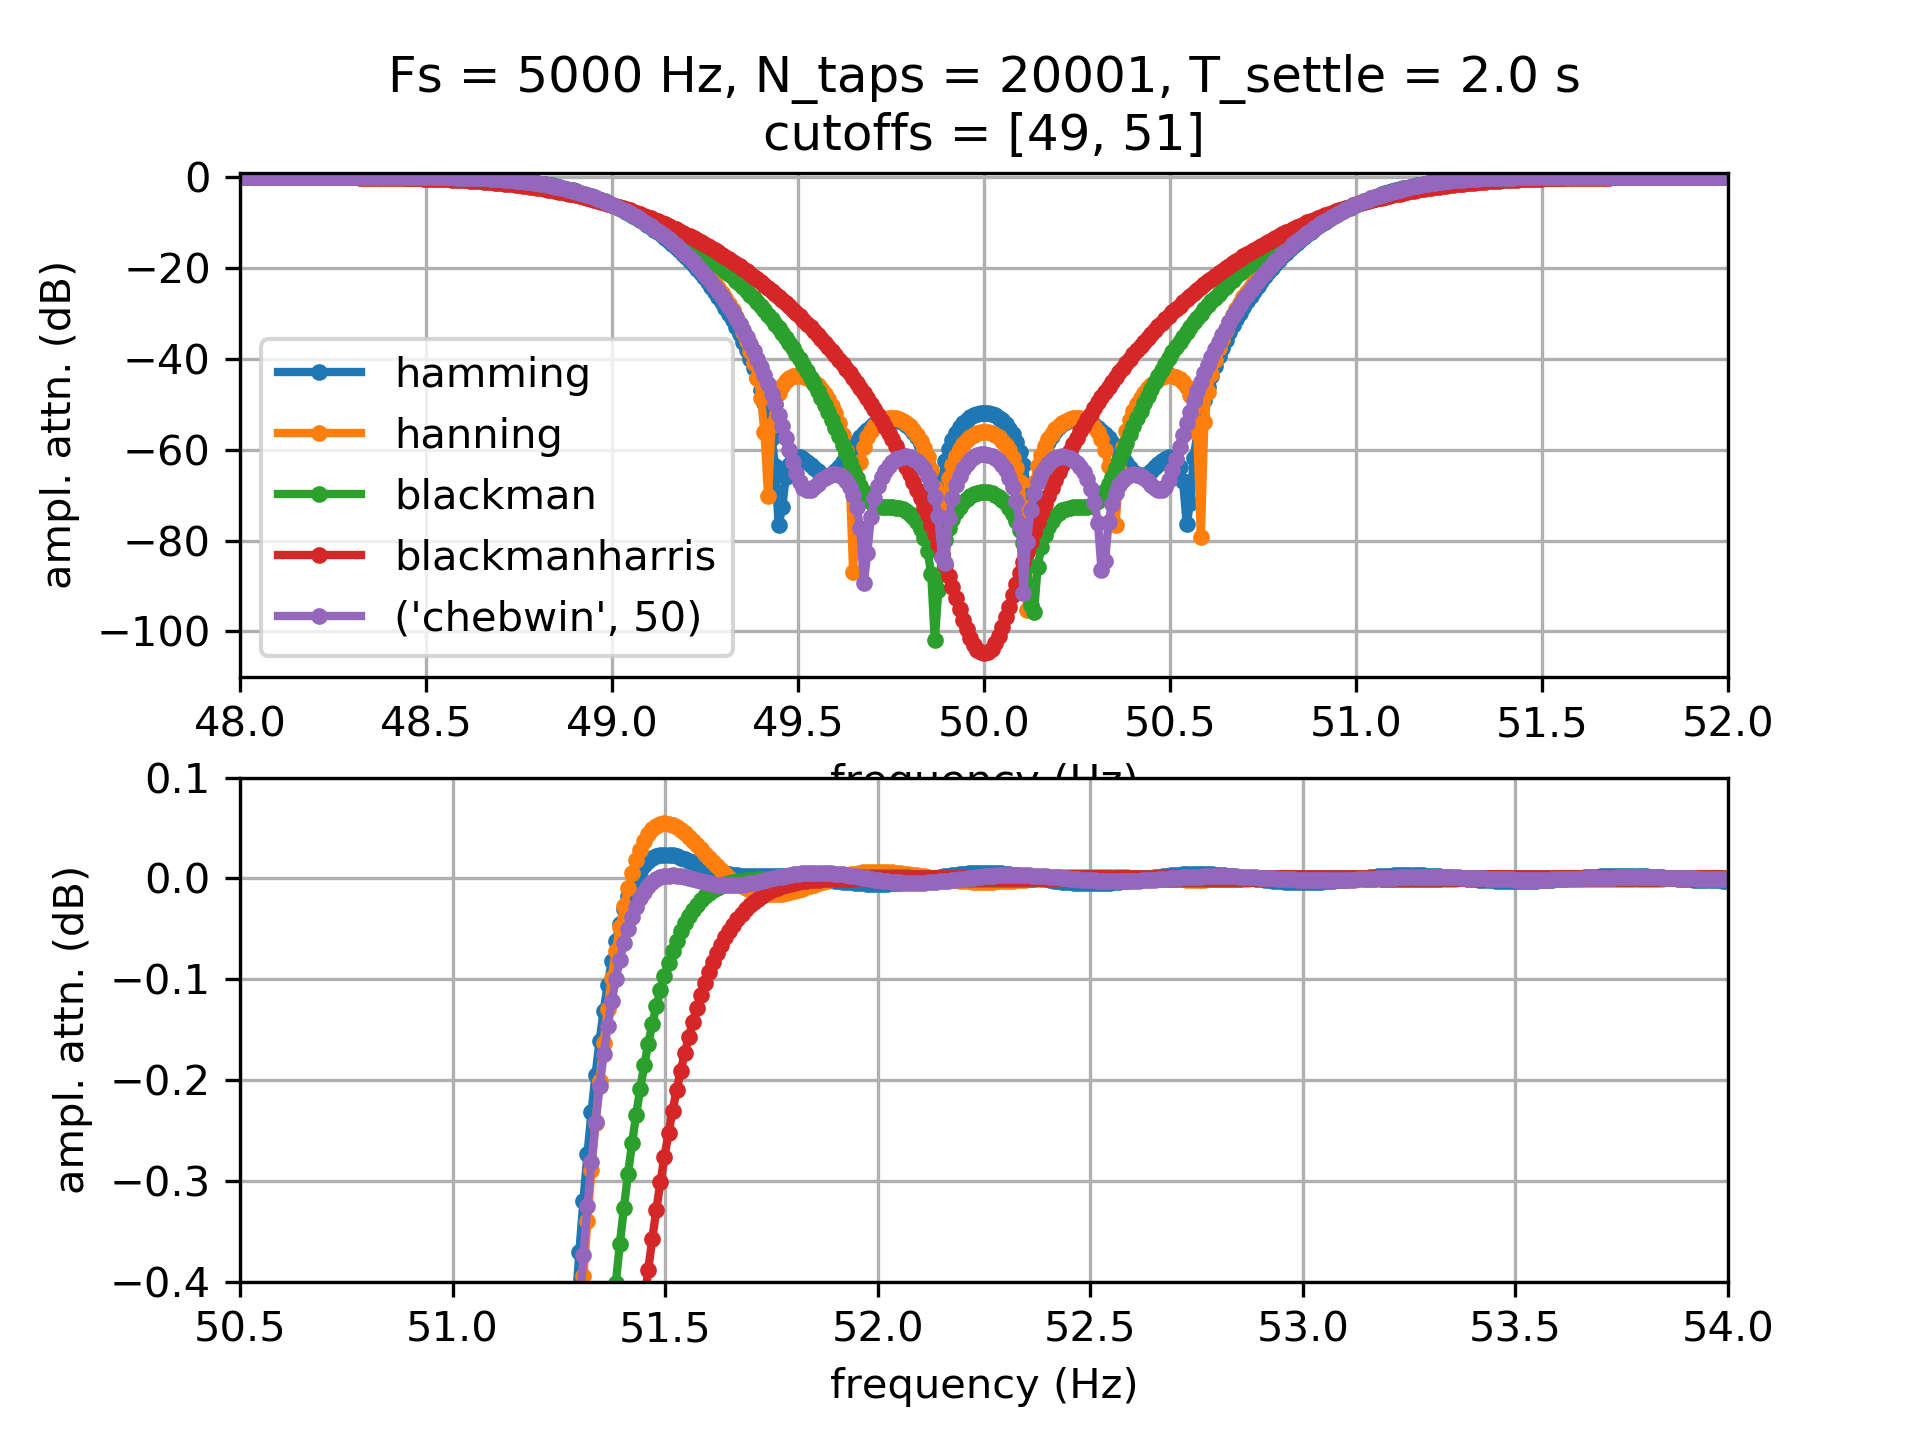 Fs = 5000 Hz, N_taps = 20001, T_settle = 2.0 s
cutoffs = [49, 51]
0
−20
−40
−60
−80
−100
ampl. attn. (dB)
hamming
hanning
blackman
blackmanharris
('chebwin', 50)
48.0 48.5 49.0 49.5 50.0 50.5 51.0 51.5 52.0
frequency (Hz)
0.1
0.0
−0.1
−0.2
−0.3
−0.4
ampl. attn. (dB)
50.5 51.0 51.5 52.0 52.5 53.0 53.5 54.0
frequency (Hz)